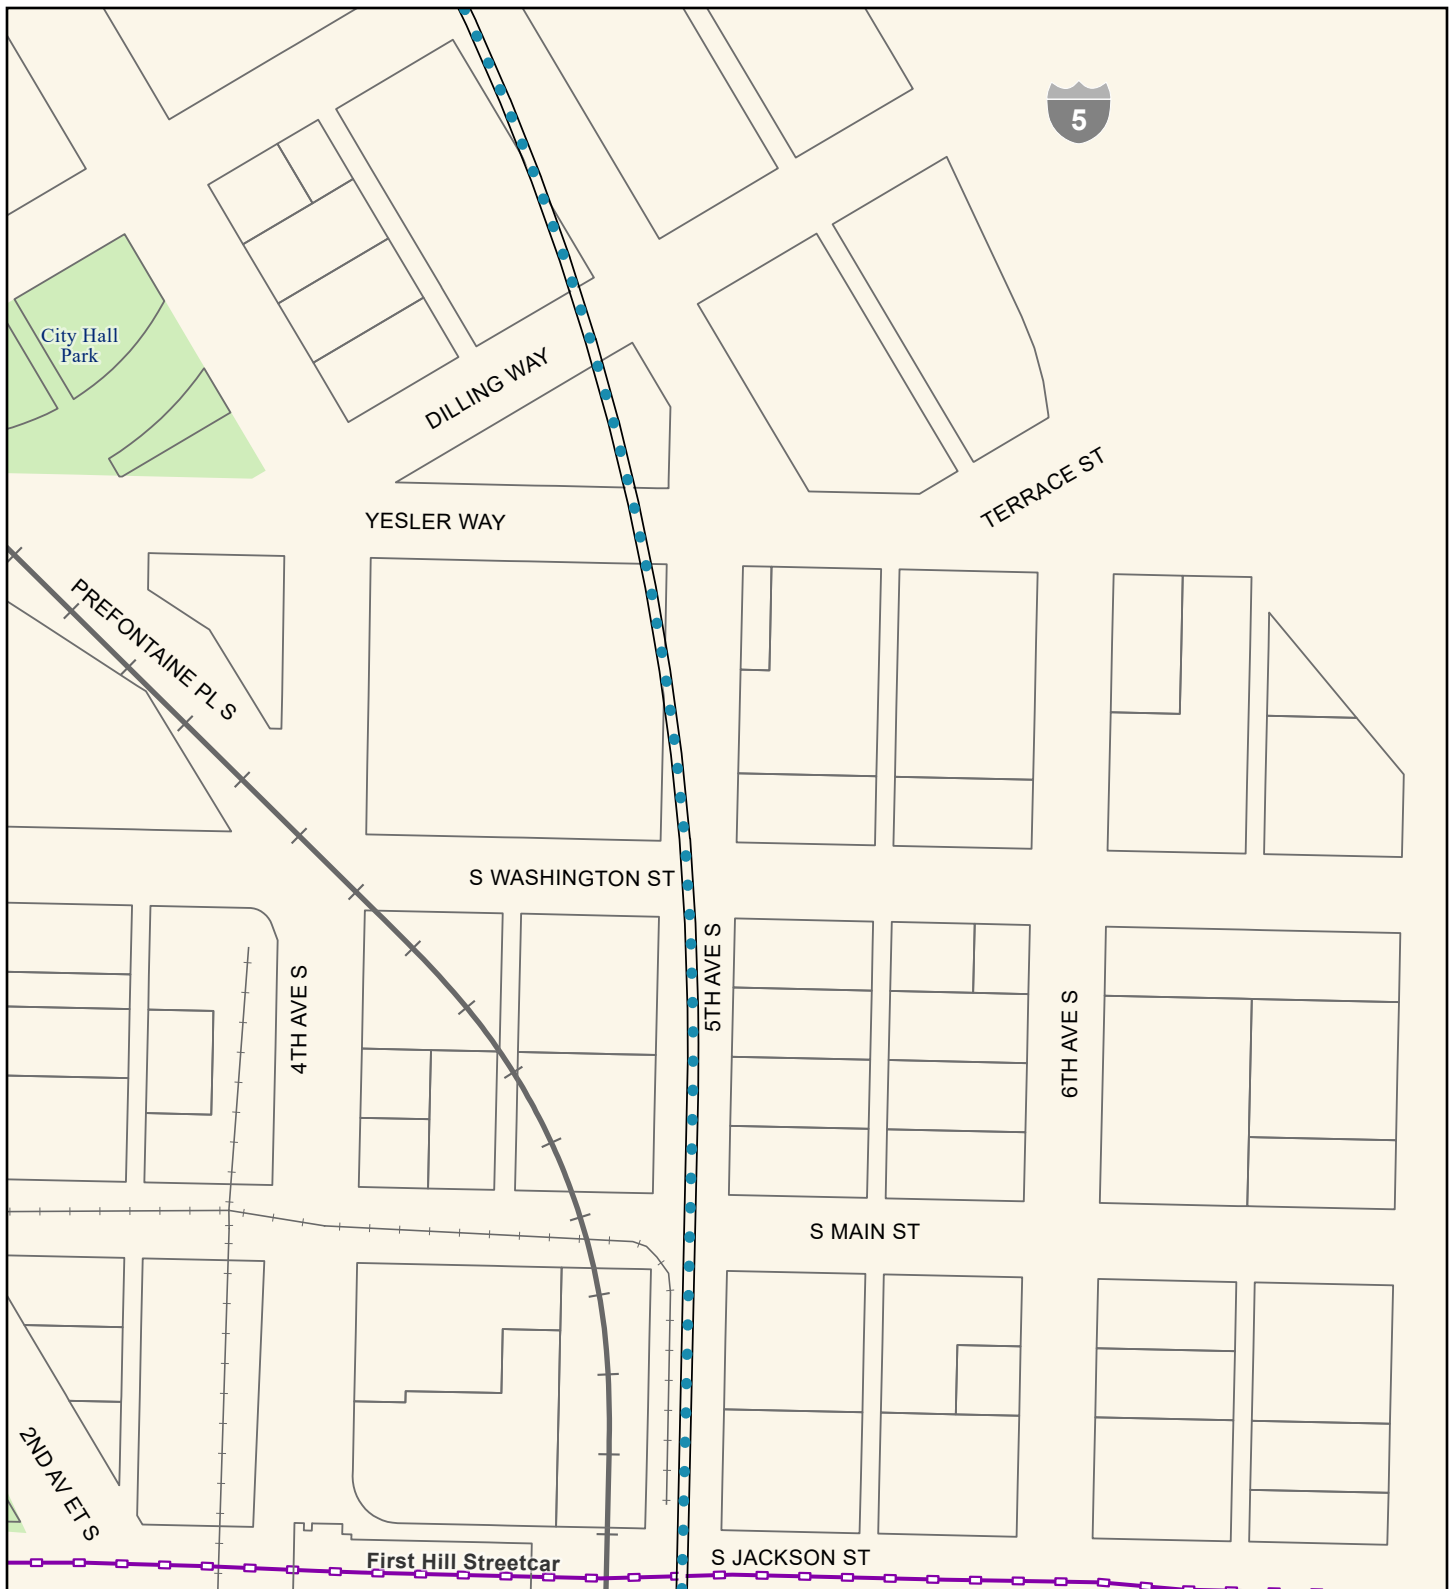 5
City Hall
Park
DILLING WAY
TERRACE ST
YESLER WAY
PREFONTAINE PL S
S WASHINGTON ST
4TH AVE S
5TH AVE S
6TH AVE S
S MAIN ST
2ND AV ET S
First Hill Streetcar
S JACKSON ST